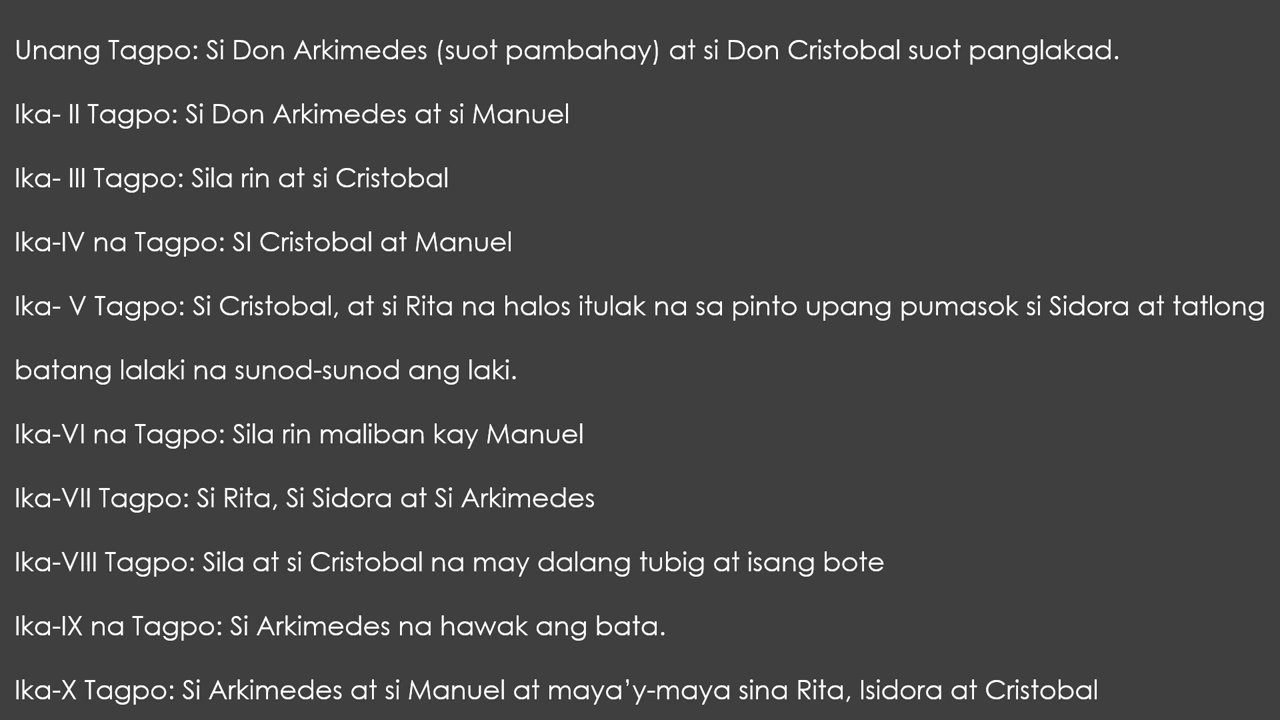 Unang Tagpo: Si Don Arkimedes (suot pambahay) at si Don Cristobal suot panglakad.
Ika- II Tagpo: Si Don Arkimedes at si Manuel
Ika- III Tagpo: Sila rin at si Cristobal
Ika-IV na Tagpo: SI Cristobal at Manuel
Ika- V Tagpo: Si Cristobal, at si Rita na halos itulak na sa pinto upang pumasok si Sidora at tatlong
batang lalaki na sunod-sunod ang laki.
Ika-VI na Tagpo: Sila rin maliban kay Manuel
Ika-VII Tagpo: Si Rita, Si Sidora at Si Arkimedes
Ika-VIII Tagpo: Sila at si Cristobal na may dalang tubig at isang bote
Ika-IX na Tagpo: Si Arkimedes na hawak ang bata.
Ika-X Tagpo: Si Arkimedes at si Manuel at maya’y-maya sina Rita, Isidora at Cristobal